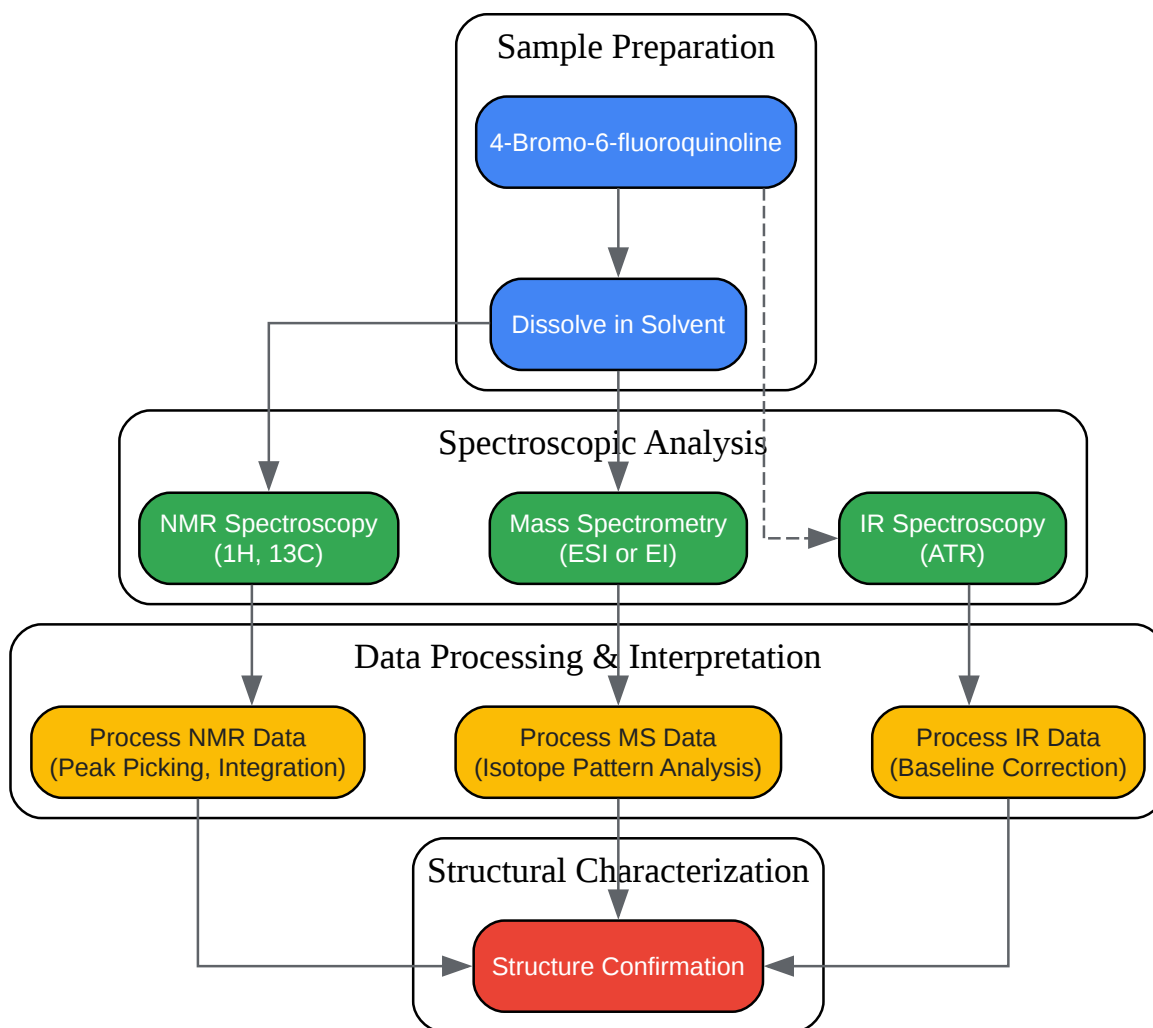 Sample Preparation
4-Bromo-6-fluoroquinoline
Dissolve in Solvent
Spectroscopic Analysis
NMR Spectroscopy
(1H, 13C)
Mass Spectrometry
(ESI or EI)
IR Spectroscopy
(ATR)
Data Processing & Interpretation
Process NMR Data
(Peak Picking, Integration)
Process MS Data
(Isotope Pattern Analysis)
Process IR Data
(Baseline Correction)
Structural Characterization
Structure Confirmation